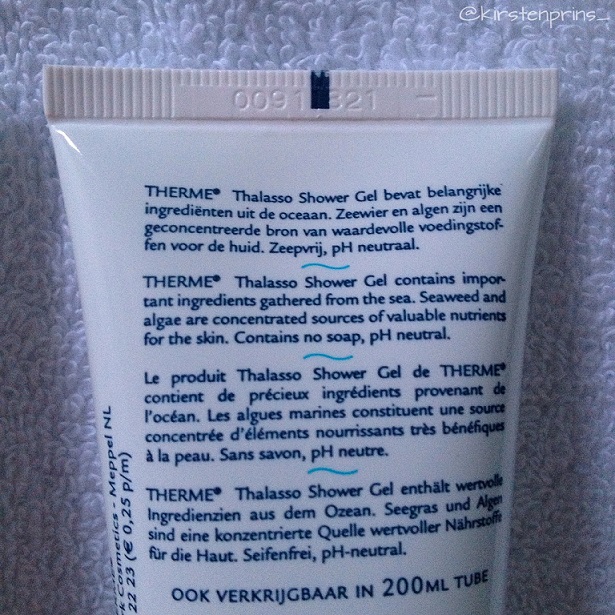 @kirstenprins_
0091 321
THERME® Thalasso Shower Gel bevat belangrijke
ingrediënten uit de oceaan. Zeewier en algen zijn een
geconcentreerde bron van waardevolle voedingstof-
fen voor de huid. Zeepvrij, pH neutraal.
THERME® Thalasso Shower Gel contains impor-
tant ingredients gathered from the sea. Seaweed and
algae are concentrated sources of valuable nutrients
for the skin. Contains no soap, pH neutral.
Le produit Thalasso Shower Gel de THERME®
contient de précieux ingrédients provenant de
l'océan. Les algues marines constituent une source
concentrée d'éléments nourrissants très bénéfiques
à la peau. Sans savon, pH neutre.
THERME® Thalasso Shower Gel enthält wertvolle
Ingredienzien aus dem Ozean. Seegras und Algen
sind eine konzentrierte Quelle wertvoller Nährstoffe
für die Haut. Seifenfrei, pH-neutral.
OOK VERKRIJGBAAR IN 200ML TUBE
Cosmetics - Meppel NL
22 23 (€ 0,25 p/m)